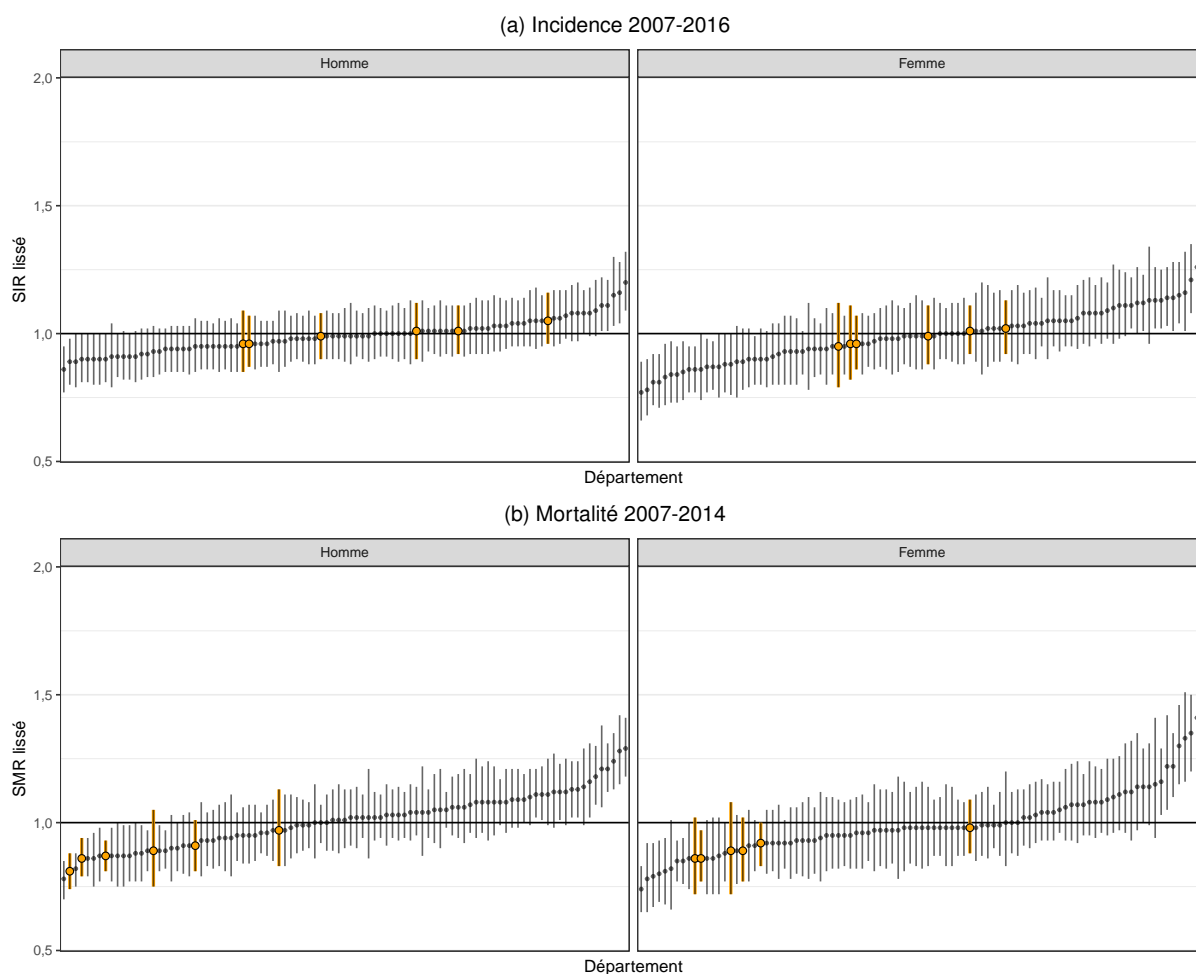 (a) Incidence 2007-2016
Homme
Femme
2,0
1,5
1,0
0,5
SIR lissé
Département
(b) Mortalité 2007-2014
Homme
Femme
2,0
1,5
1,0
0,5
SMR lissé
Département